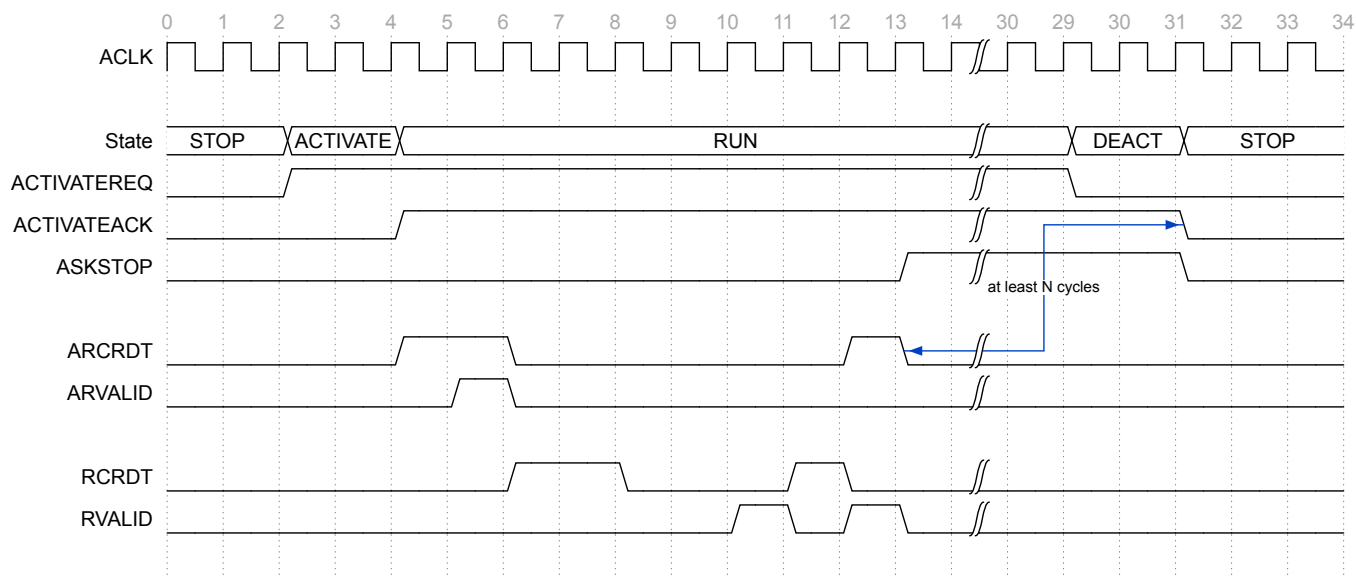 0 1 2 3 4 5 6 7 8 9 10 11 12 13 14 30 29 30 31 32 33 34
ACLK
State STOP ACTIVATE RUN DEACT STOP
ACTIVATEREQ
ACTIVATEACK
ASKSTOP
at least N cycles
ARCRDT
ARVALID
RCRDT
RVALID